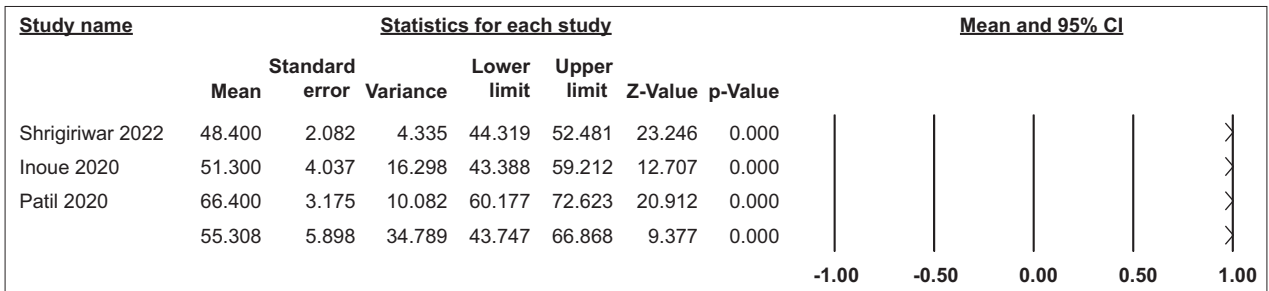 Study name Statistics for each study Mean and 95% CI
Standard Lower Upper
Mean error Variance limit limit Z-Value p-Value
Shrigiriwar 2022 48.400 2.082 4.335 44.319 52.481 23.246 0.000
Inoue 2020 51.300 4.037 16.298 43.388 59.212 12.707 0.000
Patil 2020 66.400 3.175 10.082 60.177 72.623 20.912 0.000
55.308 5.898 34.789 43.747 66.868 9.377 0.000
-1.00 -0.50 0.00 0.50 1.00